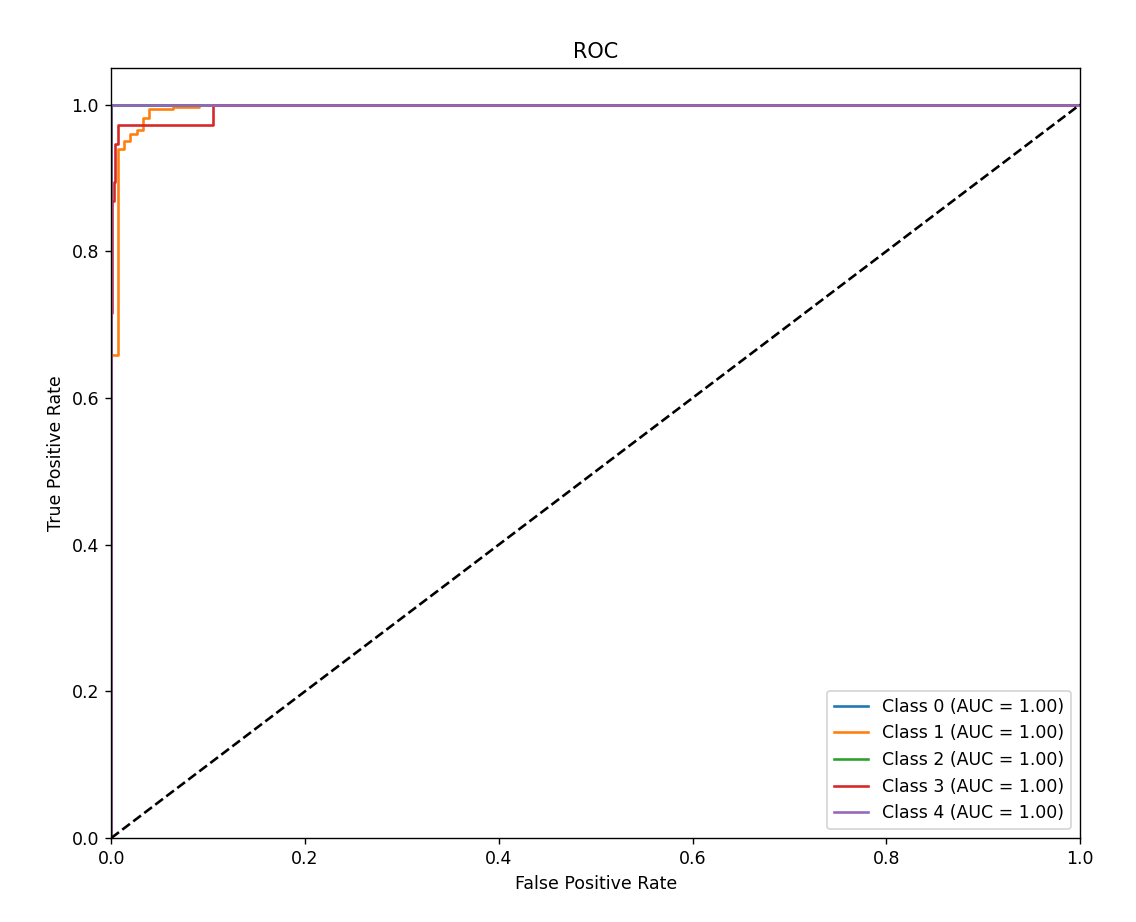 ROC
1.0
0.8
0.6
0.4
0.2
0.0
True Positive Rate
0.0 0.2 0.4 0.6 0.8 1.0
False Positive Rate
Class 0 (AUC = 1.00)
Class 1 (AUC = 1.00)
Class 2 (AUC = 1.00)
Class 3 (AUC = 1.00)
Class 4 (AUC = 1.00)